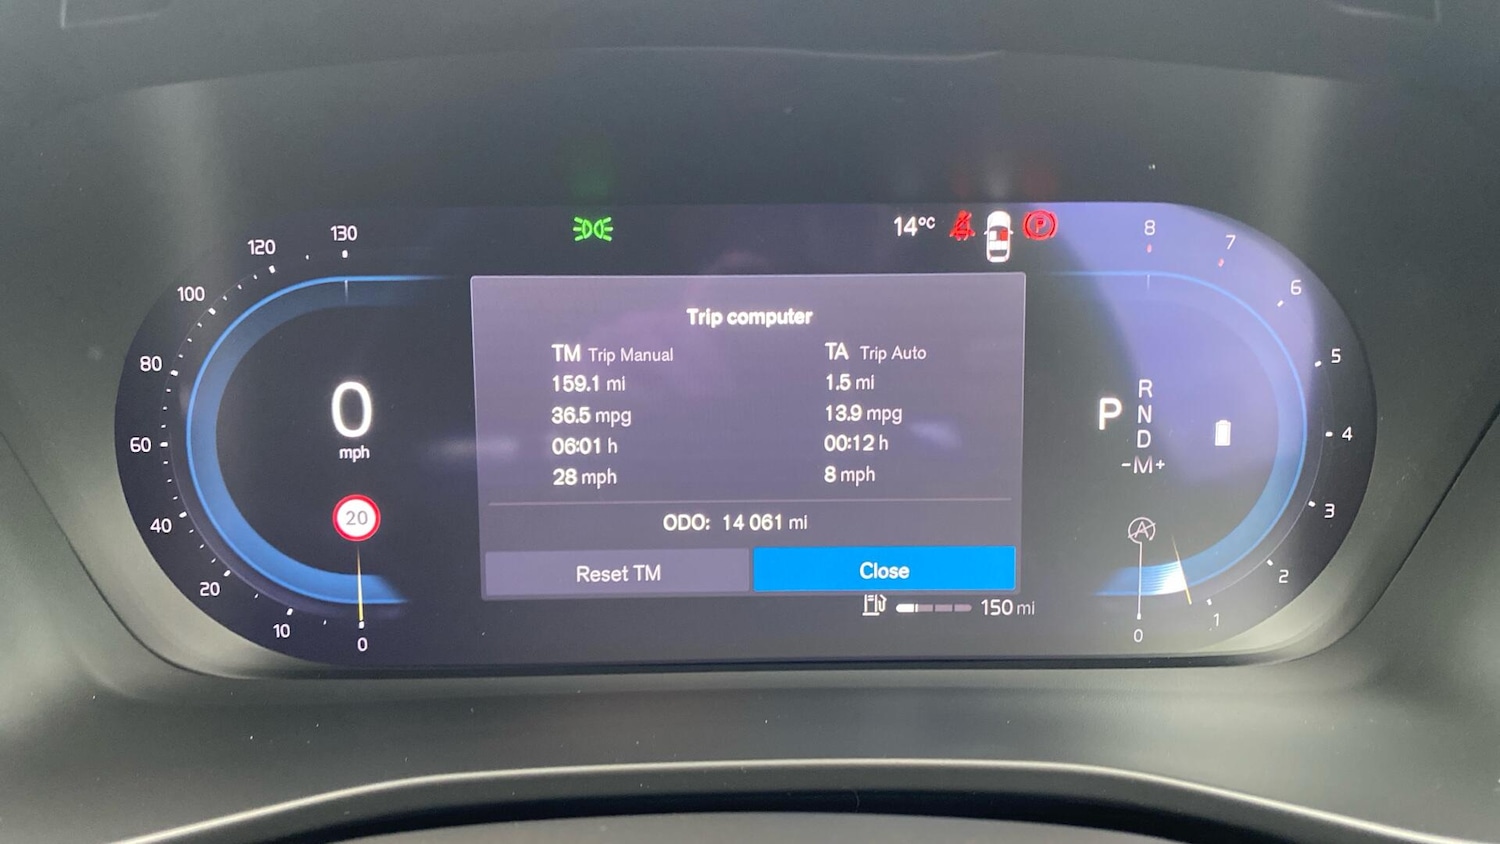 130
120
100
80
60
40
20
10
0
0
mph
20
14°C
P
Trip computer
TM Trip Manual
159.1 mi
36.5 mpg
06:01 h
28 mph
TA Trip Auto
1.5 mi
13.9 mpg
00:12 h
8 mph
ODO: 14 061 mi
Reset TM
Close
150 mi
P
R
N
D
-M+
A
8
7
6
5
4
3
2
1
0